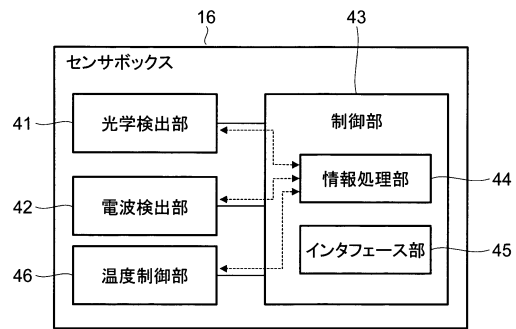 16
43
センサボックス
41
光学検出部
制御部
情報処理部
44
42
電波検出部
インタフェース部
45
46
温度制御部